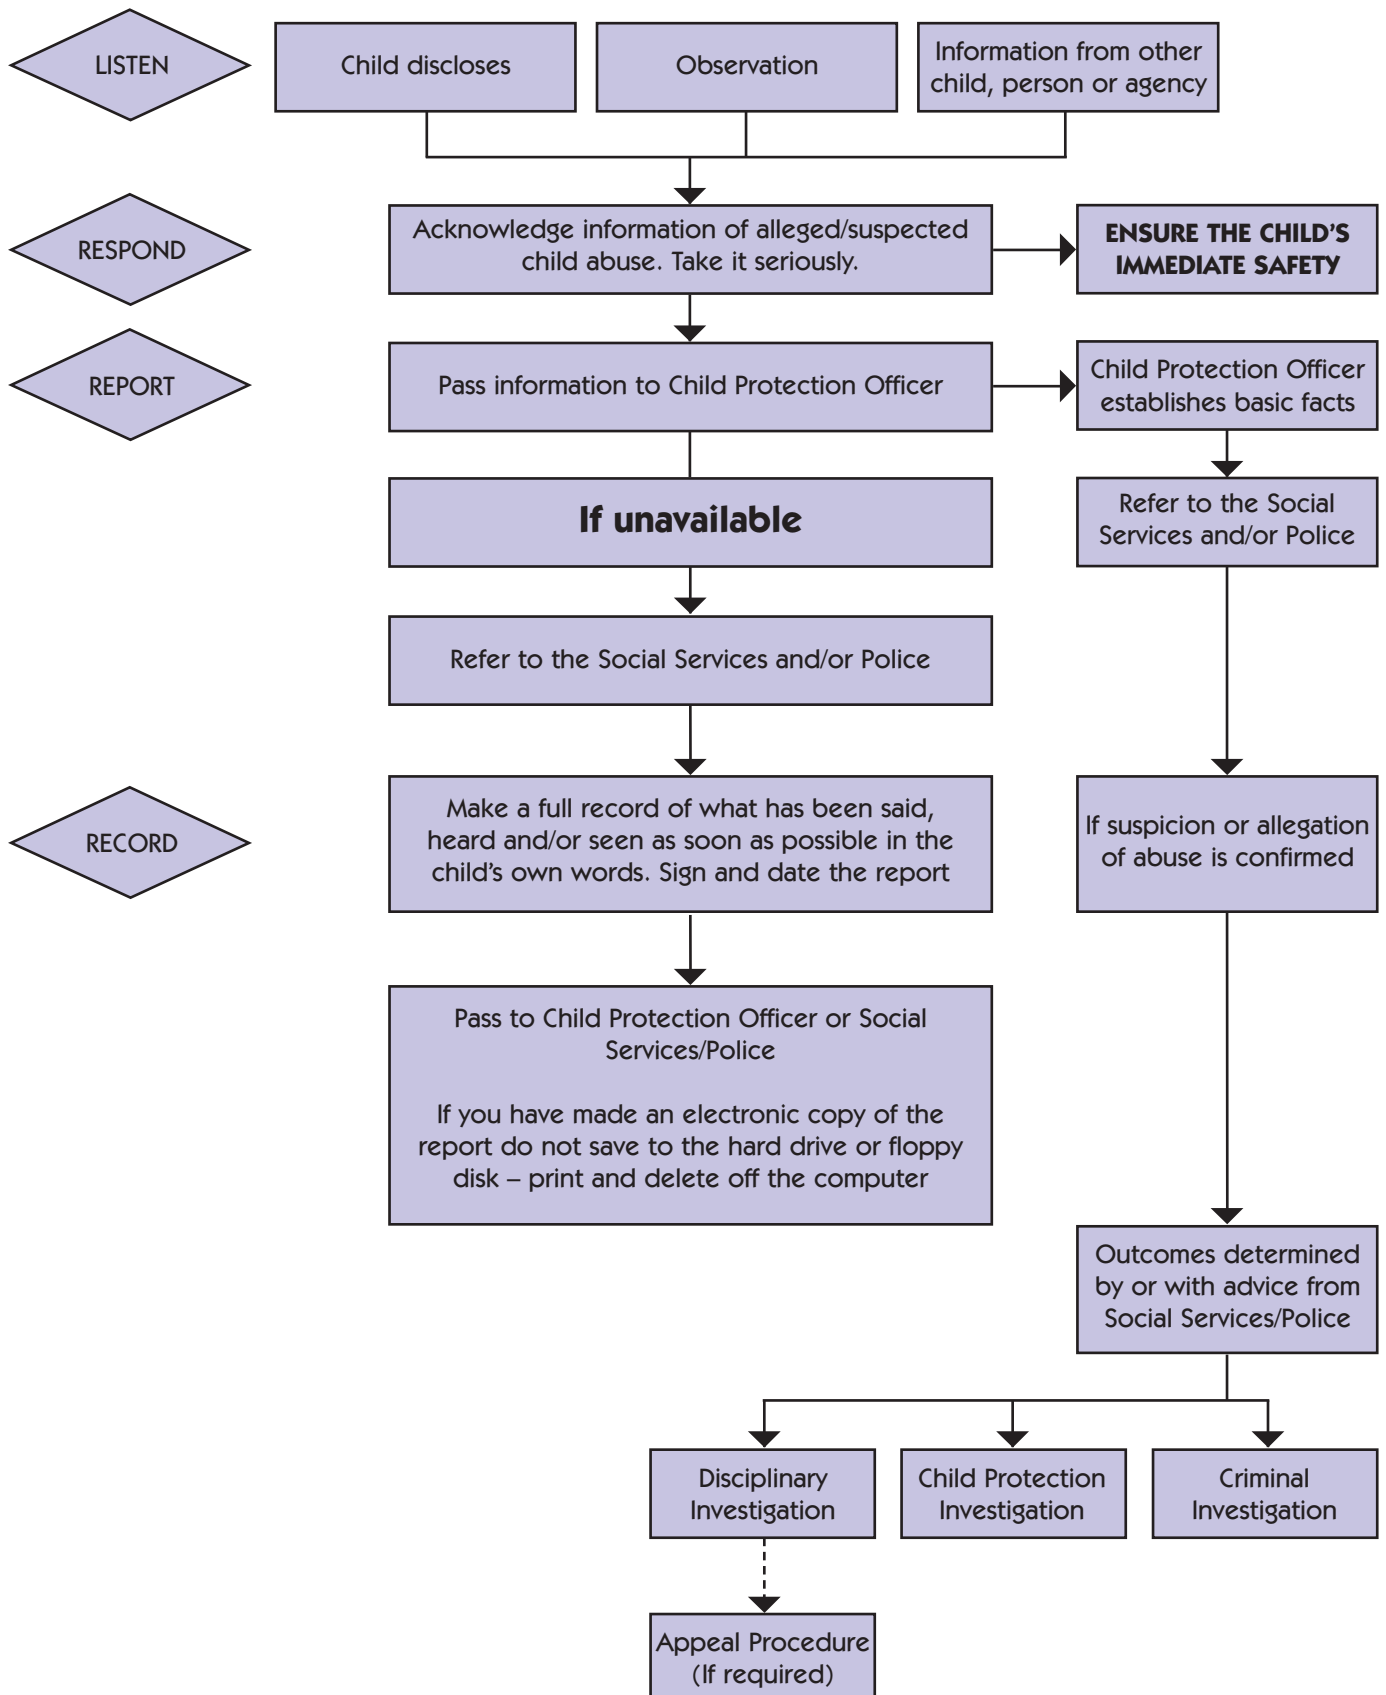 LISTEN
Child discloses
Observation
Information from other
child, person or agency
RESPOND
Acknowledge information of alleged/suspected
child abuse. Take it seriously.
ENSURE THE CHILD’S
IMMEDIATE SAFETY
REPORT
Pass information to Child Protection Officer
Child Protection Officer
establishes basic facts
If unavailable
Refer to the Social
Services and/or Police
Refer to the Social Services and/or Police
RECORD
Make a full record of what has been said,
heard and/or seen as soon as possible in the
child’s own words. Sign and date the report
If suspicion or allegation
of abuse is confirmed
Pass to Child Protection Officer or Social
Services/Police
If you have made an electronic copy of the
report do not save to the hard drive or floppy
disk – print and delete off the computer
Outcomes determined
by or with advice from
Social Services/Police
Disciplinary
Investigation
Child Protection
Investigation
Criminal
Investigation
Appeal Procedure
(If required)